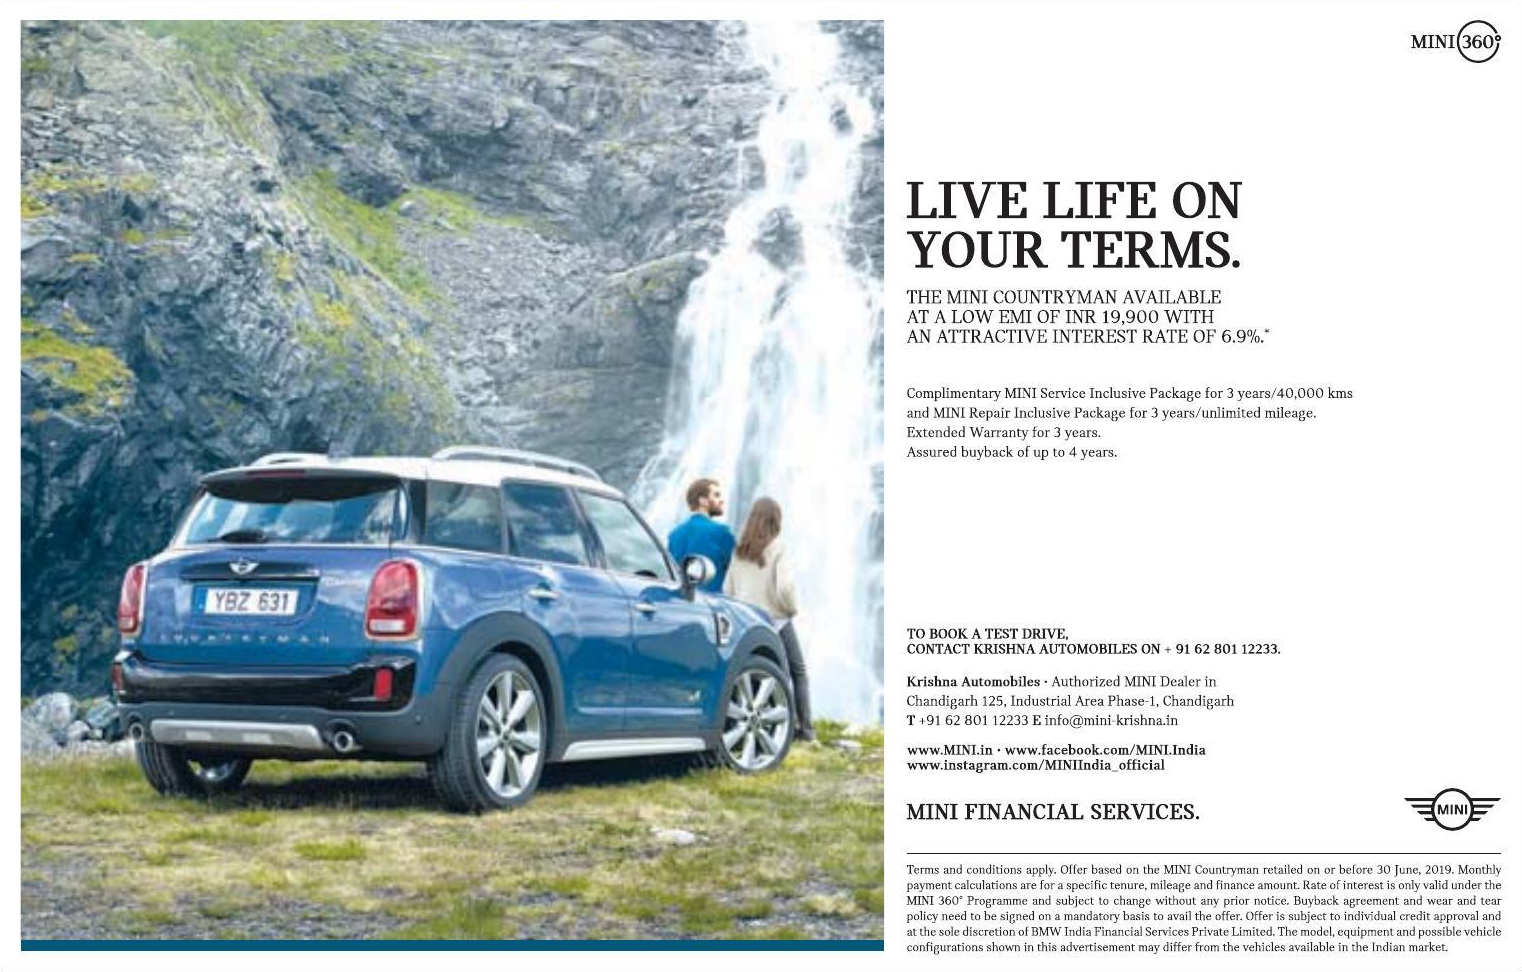 MINI 360°
LIVE LIFE ON
YOUR TERMS.
THE MINI COUNTRYMAN AVAILABLE
AT A LOW EMI OF INR 19,900 WITH
AN ATTRACTIVE INTEREST RATE OF 6.9%.*
Complimentary MINI Service Inclusive Package for 3 years/40,000 kms
and MINI Repair Inclusive Package for 3 years/unlimited mileage.
Extended Warranty for 3 years.
Assured buyback of up to 4 years.
YBZ 631
COUNTRYMAN
TO BOOK A TEST DRIVE,
CONTACT KRISHNA AUTOMOBILES ON + 91 62 801 12233.
Krishna Automobiles · Authorized MINI Dealer in
Chandigarh 125, Industrial Area Phase-1, Chandigarh
T +91 62 801 12233 E info@mini-krishna.in
www.MINI.in · www.facebook.com/MINI.India
www.instagram.com/MINIIndia_official
MINI FINANCIAL SERVICES.
MINI
Terms and conditions apply. Offer based on the MINI Countryman retailed on or before 30 June, 2019. Monthly
payment calculations are for a specific tenure, mileage and finance amount. Rate of interest is only valid under the
MINI 360° Programme and subject to change without any prior notice. Buyback agreement and wear and tear
policy need to be signed on a mandatory basis to avail the offer. Offer is subject to individual credit approval and
at the sole discretion of BMW India Financial Services Private Limited. The model, equipment and possible vehicle
configurations shown in this advertisement may differ from the vehicles available in the Indian market.